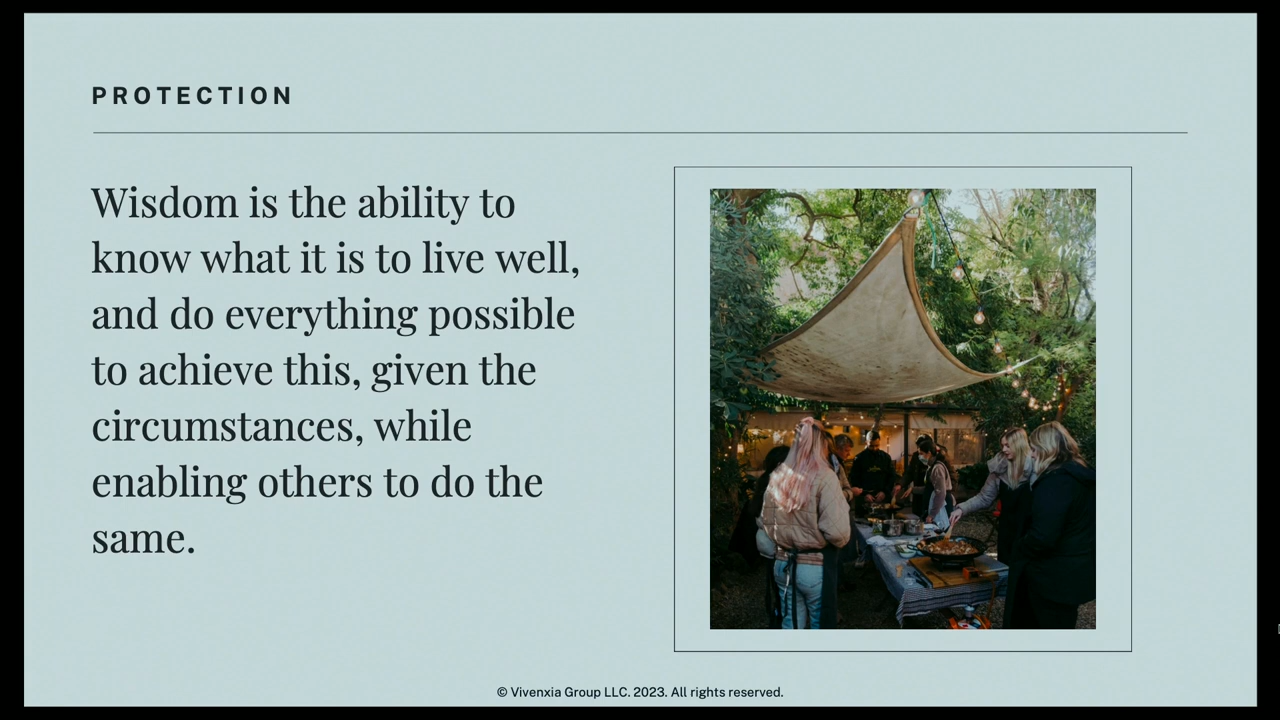 PROTECTION
Wisdom is the ability to
know what it is to live well,
and do everything possible
to achieve this, given the
circumstances, while
enabling others to do the
same.
© Vivenxia Group LLC. 2023. All rights reserved.